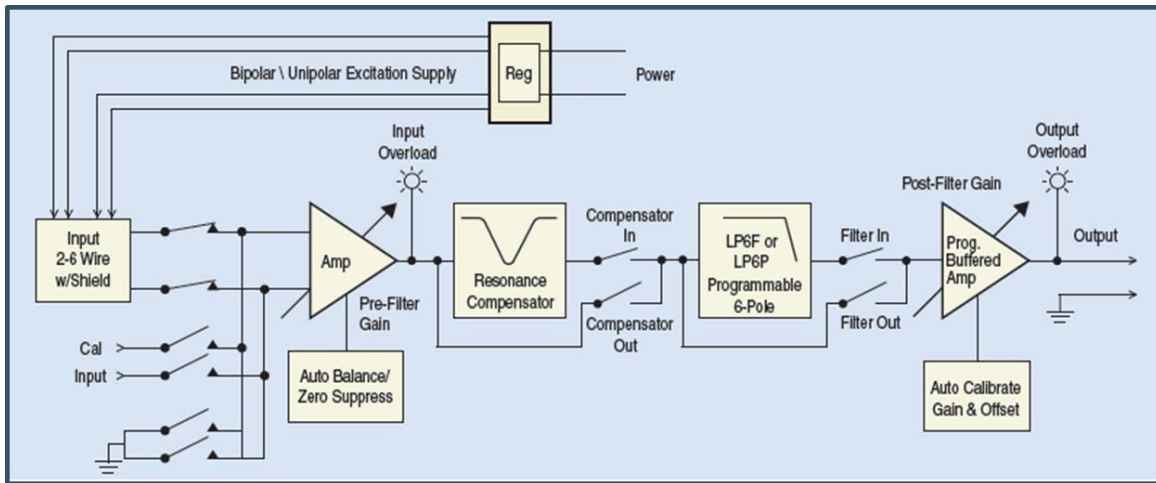 Bipolar \ Unipolar Excitation Supply
Reg
Power
Input
Overload
Output
Overload
Post-Filter Gain
Input
2-6 Wire
w/Shield
Amp
Pre-Filter
Gain
Resonance
Compensator
Compensator
In
Compensator
Out
LP6F or
LP6P
Programmable
6-Pole
Filter In
Filter Out
Prog.
Buffered
Amp
Output
Cal
Input
Auto Balance/
Zero Suppress
Auto Calibrate
Gain & Offset